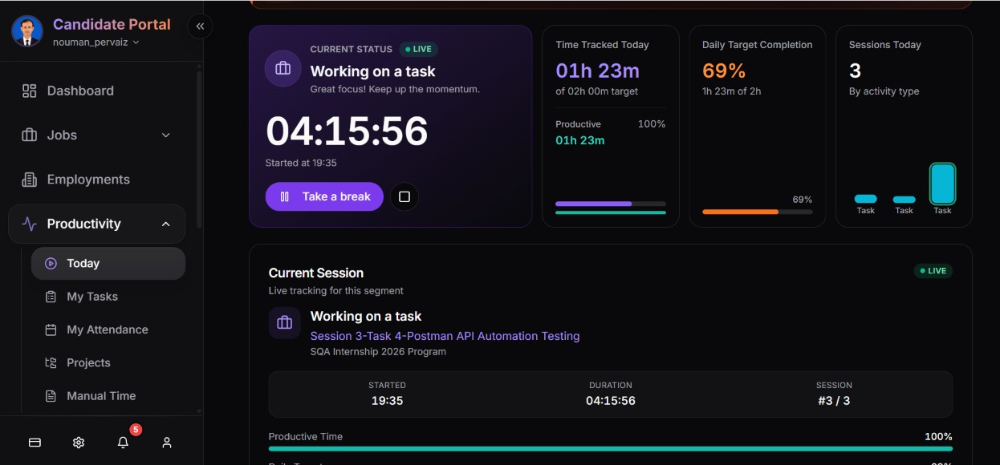 Candidate Portal
nouman_pervaiz
Dashboard
Jobs
Employments
Productivity
Today
My Tasks
My Attendance
Projects
Manual Time
5
CURRENT STATUS
LIVE
Working on a task
Great focus! Keep up the momentum.
04:15:56
Started at 19:35
Take a break
Time Tracked Today
01h 23m
of 02h 00m target
Productive 100%
01h 23m
Daily Target Completion
69%
1h 23m of 2h
69%
Sessions Today
3
By activity type
Task Task Task
Current Session
LIVE
Live tracking for this segment
Working on a task
Session 3-Task 4-Postman API Automation Testing
SQA Internship 2026 Program
STARTED DURATION SESSION
19:35 04:15:56 #3 / 3
Productive Time 100%